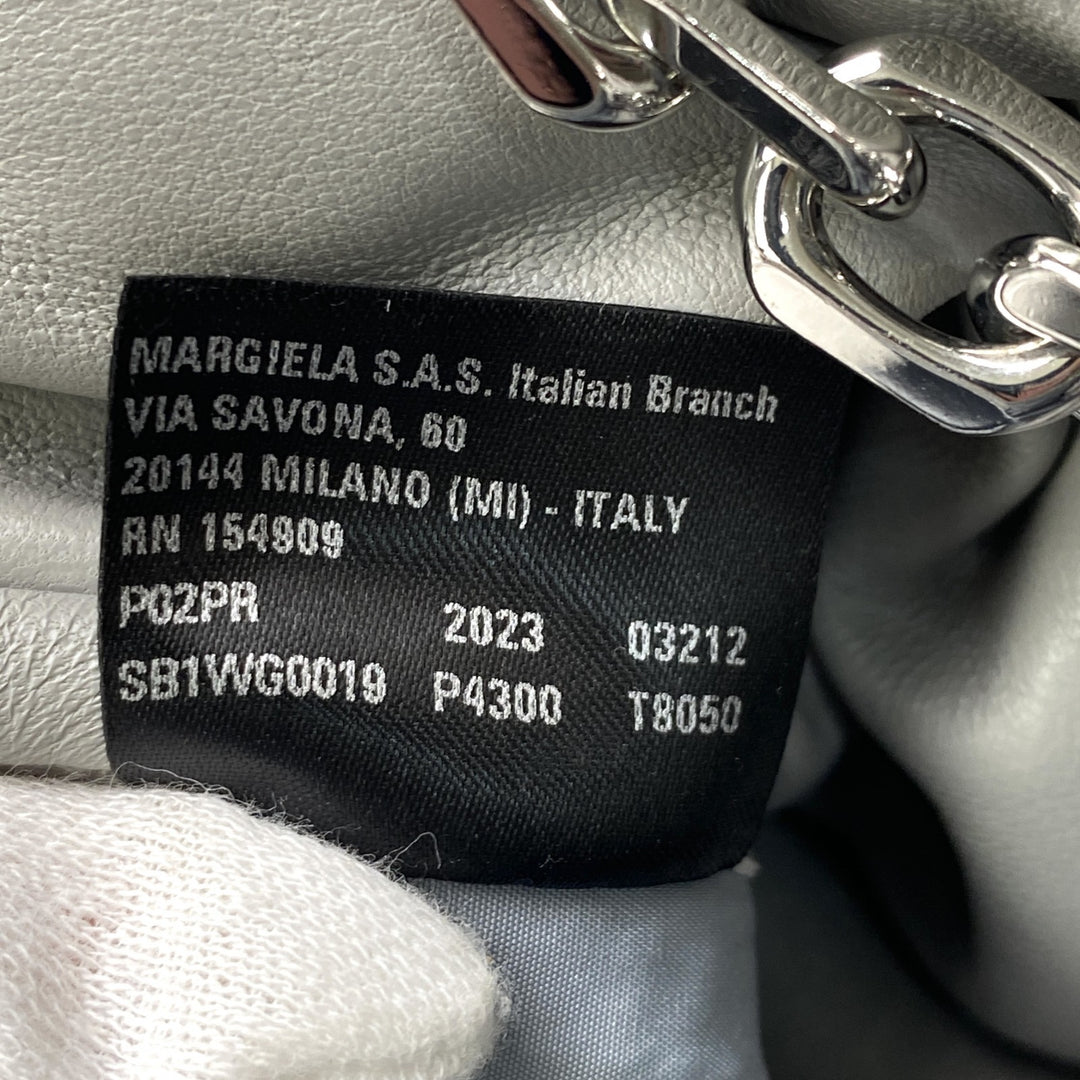 MARGIELA S.A.S. Italian Branch
VIA SAVONA, 60
20144 MILANO (MI) - ITALY
RN 154909
P02PR 2023 03212
SB1WG0019 P4300 T8050